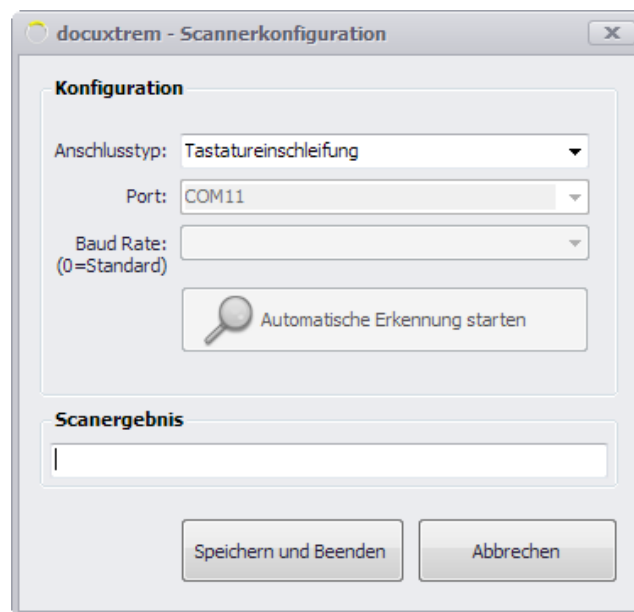 docuxtrem - Scannerkonfiguration
Konfiguration
Anschlusstyp: Tastatureinschleifung
Port: COM11
Baud Rate:
(0=Standard)
Automatische Erkennung starten
Scanergebnis
Speichern und Beenden Abbrechen